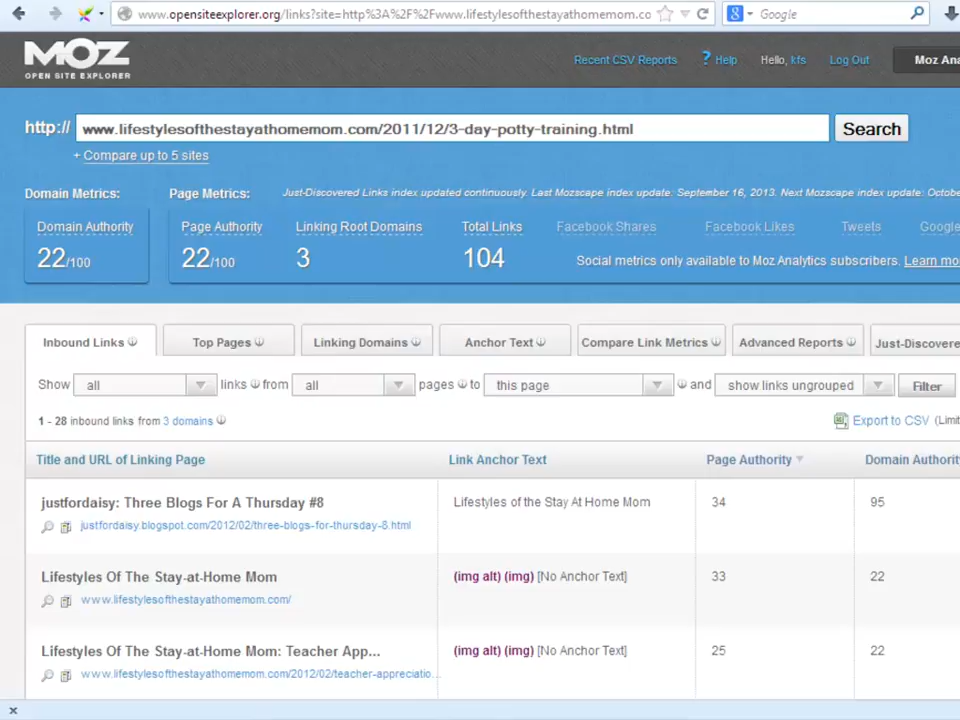 www.opensiteexplorer.org/links?site=http%3A%2F%2Fwww.lifestylesofthestayathomemom.co
Google
MOZ
OPEN SITE EXPLORER
Recent CSV Reports ? Help Hello, kfs Log Out Moz Ana
http:// www.lifestylesofthestayathomemom.com/2011/12/3-day-potty-training.html Search
+ Compare up to 5 sites
Domain Metrics: Page Metrics: Just-Discovered Links index updated continuously. Last Mozscape index update: September 16, 2013. Next Mozscape index update: Octobe
Domain Authority Page Authority Linking Root Domains Total Links Facebook Shares Facebook Likes Tweets Google
22/100 22/100 3 104 Social metrics only available to Moz Analytics subscribers. Learn mo
Inbound Links Top Pages Linking Domains Anchor Text Compare Link Metrics Advanced Reports Just-Discovere
Show all links from all pages to this page and show links ungrouped Filter
1 - 28 inbound links from 3 domains Export to CSV (Limit
Title and URL of Linking Page Link Anchor Text Page Authority Domain Authority
justfordaisy: Three Blogs For A Thursday #8 Lifestyles of the Stay At Home Mom 34 95
justfordaisy.blogspot.com/2012/02/three-blogs-for-thursday-8.html
Lifestyles Of The Stay-at-Home Mom (img alt) (img) [No Anchor Text] 33 22
www.lifestylesofthestayathomemom.com/
Lifestyles Of The Stay-at-Home Mom: Teacher App... (img alt) (img) [No Anchor Text] 25 22
www.lifestylesofthestayathomemom.com/2012/02/teacher-appreciatio...